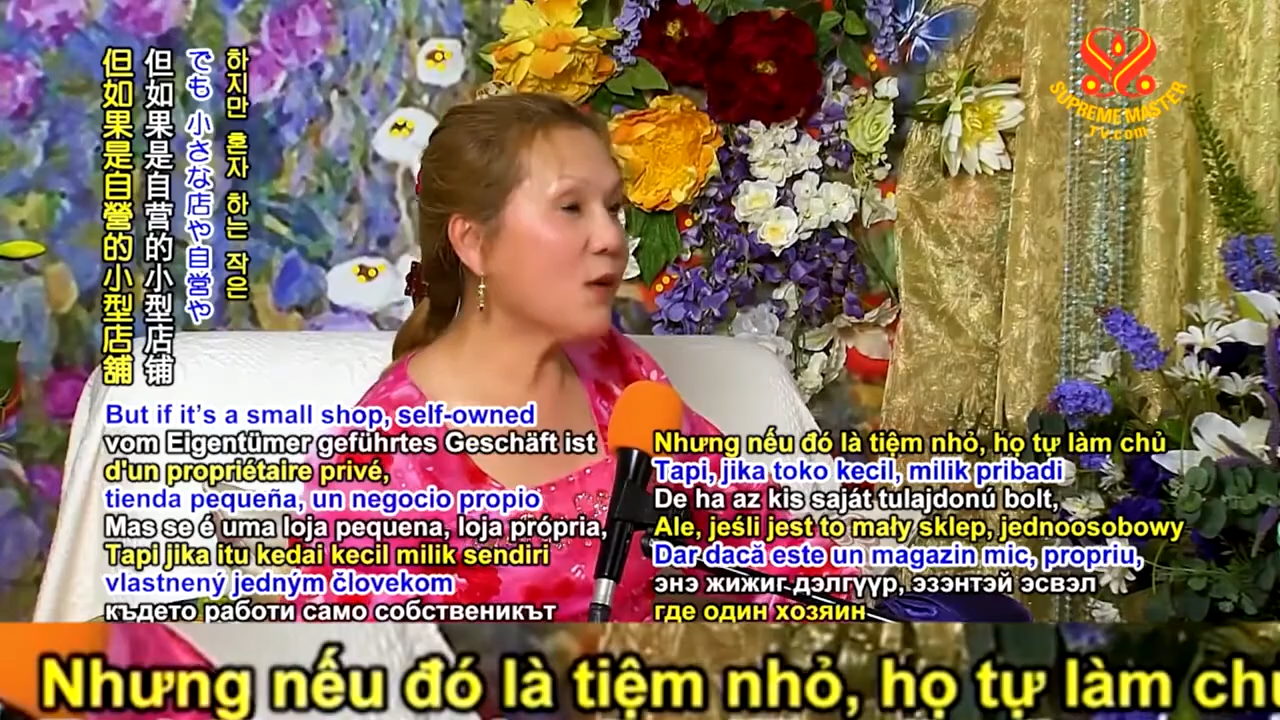 하지만 혼자 하는 작은
でも 小さな店や自営や
但如果是自营的小型店铺
但如果是自營的小型店舖
SUPREME MASTER
TV.com
But if it’s a small shop, self-owned
vom Eigentümer geführtes Geschäft ist
d'un propriétaire privé,
tienda pequeña, un negocio propio
Mas se é uma loja pequena, loja própria,
Tapi jika itu kedai kecil milik sendiri
vlastnený jedným človekom
където работи само собственикът
Nhưng nếu đó là tiệm nhỏ, họ tự làm chủ
Tapi, jika toko kecil, milik pribadi
De ha az kis saját tulajdonú bolt,
Ale, jeśli jest to mały sklep, jednoosobowy
Dar dacă este un magazin mic, propriu,
энэ жижиг дэлгүүр, эзэнтэй эсвэл
где один хозяин
Nhưng nếu đó là tiệm nhỏ, họ tự làm chủ